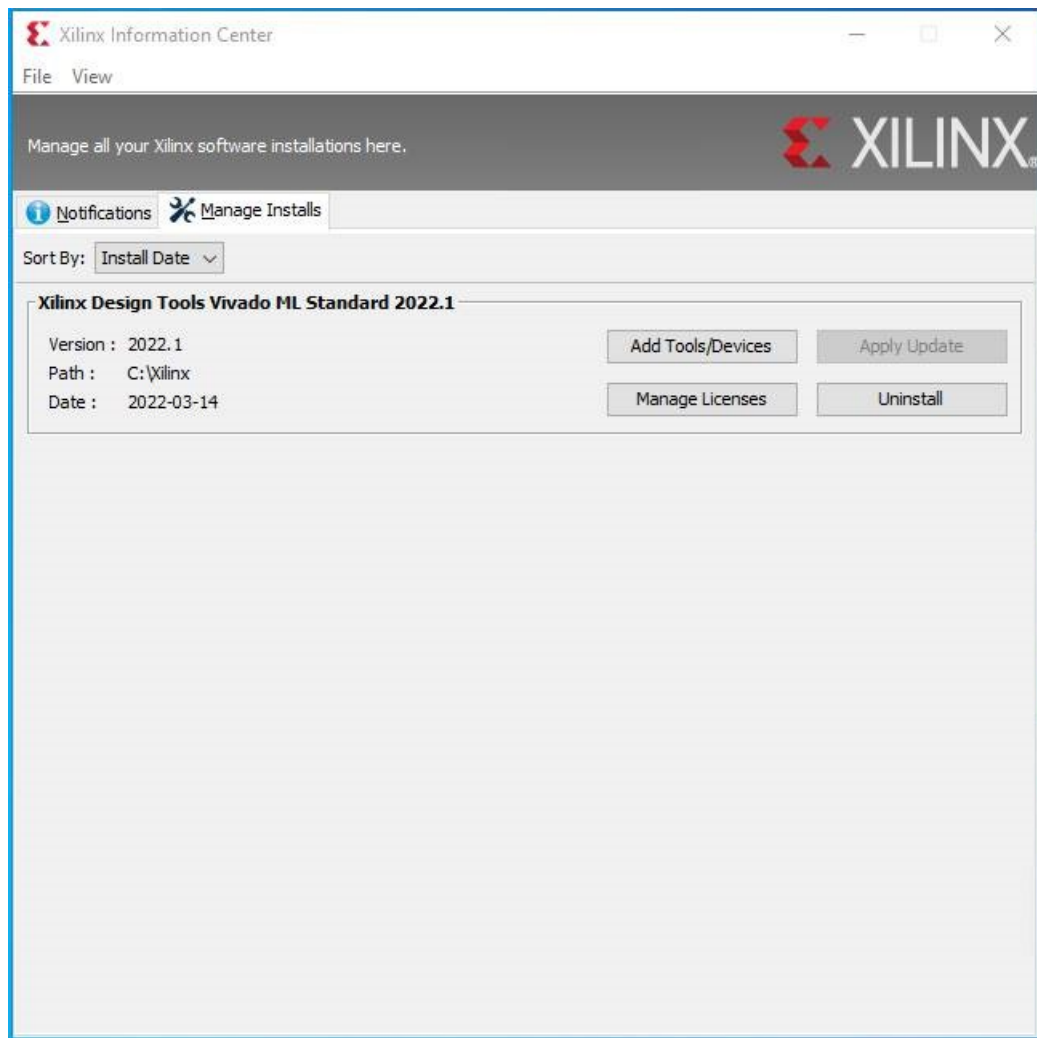 Xilinx Information Center
File View
Manage all your Xilinx software installations here.
XILINX®
Notifications Manage Installs
Sort By: Install Date
Xilinx Design Tools Vivado ML Standard 2022.1
Version : 2022.1
Add Tools/Devices Apply Update
Path : C:\Xilinx
Date : 2022-03-14
Manage Licenses Uninstall